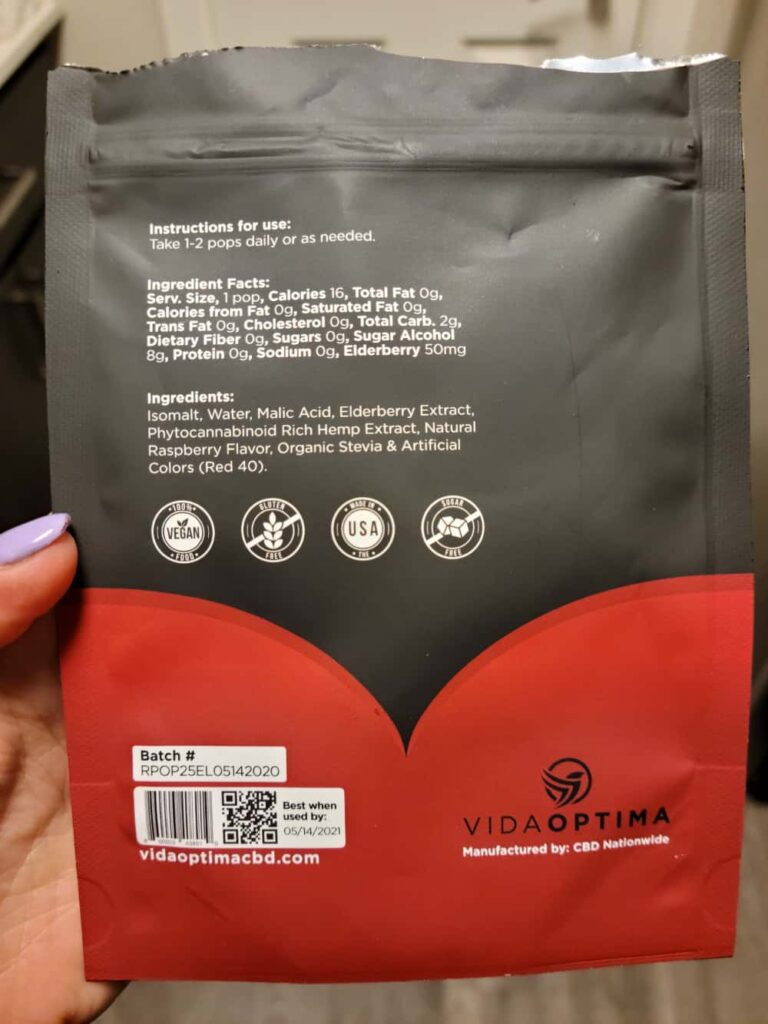 Instructions for use:
Take 1-2 pops daily or as needed.
Ingredient Facts:
Serv. Size, 1 pop, Calories 16, Total Fat 0g,
Calories from Fat 0g, Saturated Fat 0g,
Trans Fat 0g, Cholesterol 0g, Total Carb. 2g,
Dietary Fiber 0g, Sugars 0g, Sugar Alcohol
8g, Protein 0g, Sodium 0g, Elderberry 50mg
Ingredients:
Isomalt, Water, Malic Acid, Elderberry Extract,
Phytocannabinoid Rich Hemp Extract, Natural
Raspberry Flavor, Organic Stevia & Artificial
Colors (Red 40).
100%
VEGAN
FOOD
GLUTEN
FREE
MADE IN
USA
THE
SUGAR
FREE
Batch #
RPOP25EL05142020
Best when
used by:
05/14/2021
vidaoptimacbd.com
VIDAOPTIMA
Manufactured by: CBD Nationwide